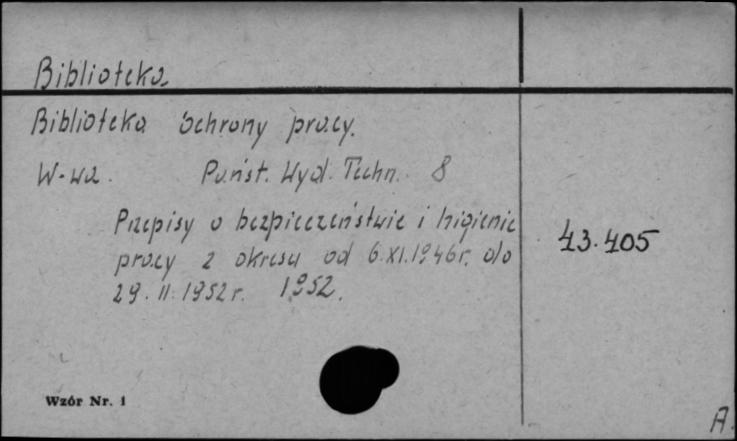 Biblioteka
Biblioteka Ochrony pracy.
W-wa. Państ. Wyd. Techn. 8
Przepisy o bezpieczeństwie i higienie
pracy z okresu od 6.XI.1946r. do
29.II.1952r. 1952.
43.405
Wzór Nr. 1
A.